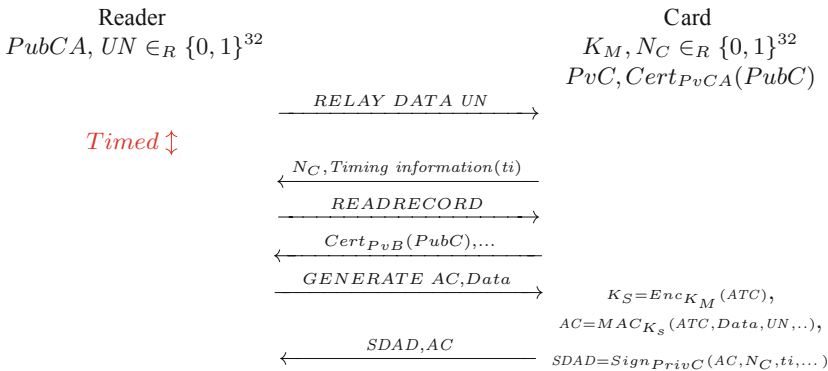 Reader
PubCA, UN ∈_R {0, 1}^32
Card
K_M, N_C ∈_R {0, 1}^32
PvC, Cert_PvCA(PubC)
RELAY DATA UN
Timed ↕
N_C, Timing information(ti)
READRECORD
Cert_PvB(PubC),...
GENERATE AC,Data
K_S=Enc_K_M(ATC),
AC=MAC_K_s(ATC,Data,UN,..),
SDAD,AC
SDAD=Sign_PrivC(AC,N_C,ti,...)